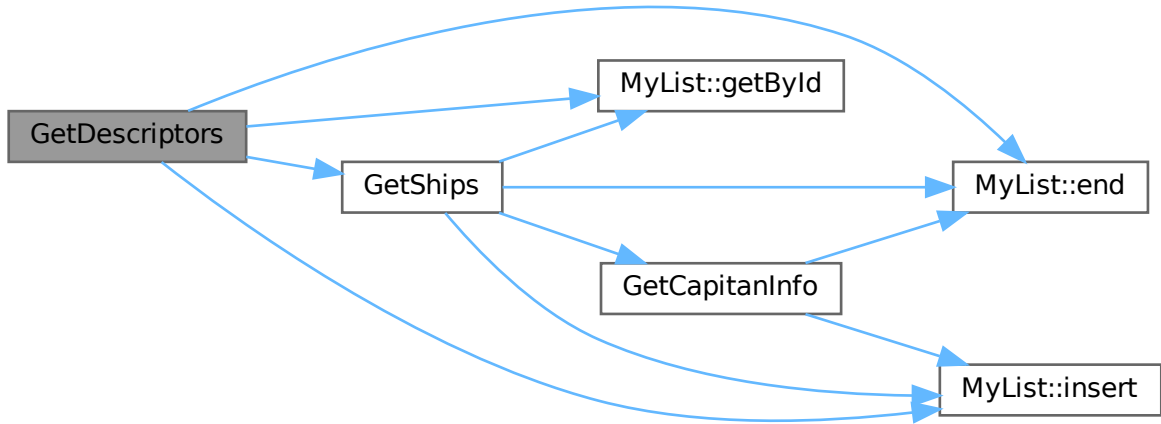 GetDescriptors
MyList::getById
GetShips
MyList::end
GetCapitanInfo
MyList::insert